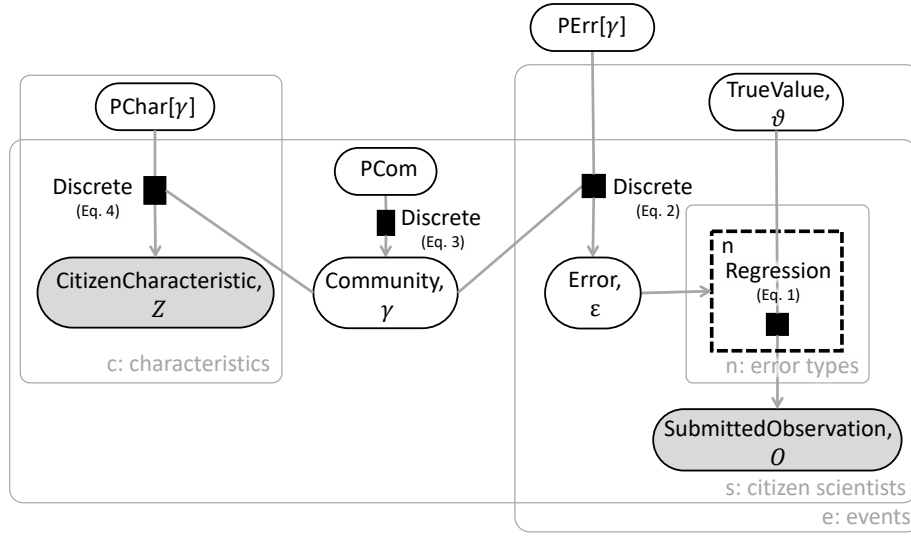 PErr[γ]
PChar[γ]
TrueValue,
ϑ
PCom
Discrete
(Eq. 4)
Discrete
(Eq. 3)
Discrete
(Eq. 2)
CitizenCharacteristic,
Z
Community,
γ
Error,
ε
n
Regression
(Eq. 1)
c: characteristics
n: error types
SubmittedObservation,
O
s: citizen scientists
e: events